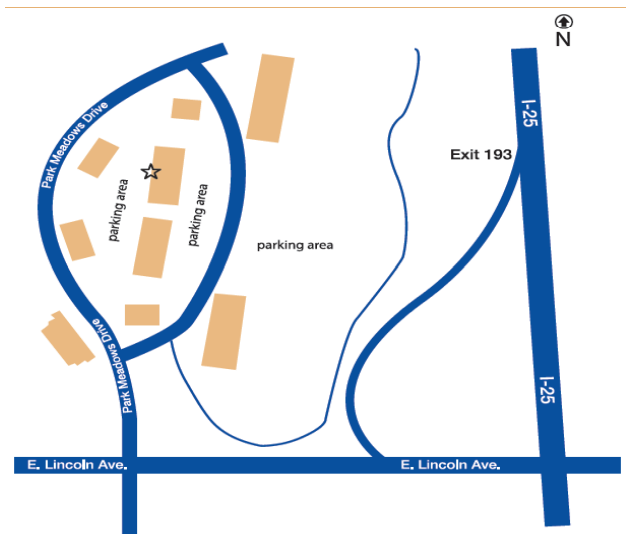 N
I-25
Park Meadows Drive
Exit 193
parking area
parking area
parking area
Park Meadows Drive
I-25
E. Lincoln Ave.
E. Lincoln Ave.